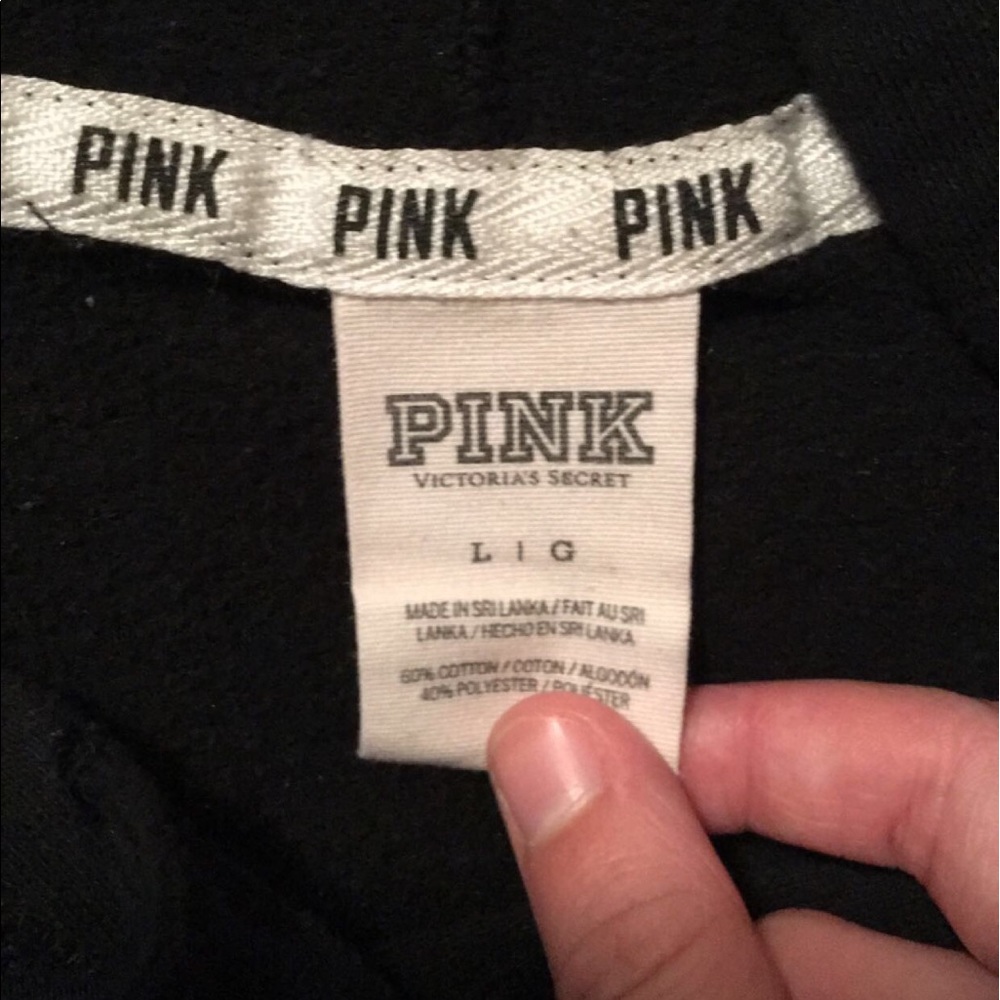 PINK PINK PINK
PINK
VICTORIA'S SECRET
L | G
MADE IN SRI LANKA / FAIT AU SRI
LANKA / HECHO EN SRI LANKA
60% COTTON / COTON / ALGODÓN
40% POLYESTER / POLIÉSTER